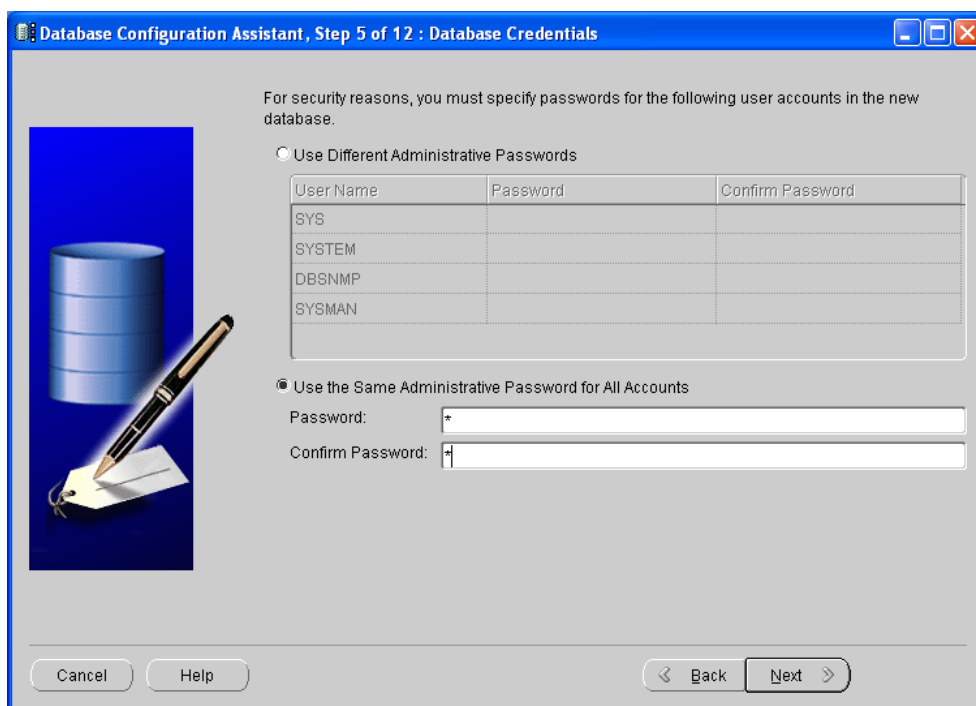 Database Configuration Assistant, Step 5 of 12 : Database Credentials
For security reasons, you must specify passwords for the following user accounts in the new
database.
Use Different Administrative Passwords
User Name Password Confirm Password
SYS
SYSTEM
DBSNMP
SYSMAN
Use the Same Administrative Password for All Accounts
Password: *
Confirm Password: *
Cancel Help Back Next